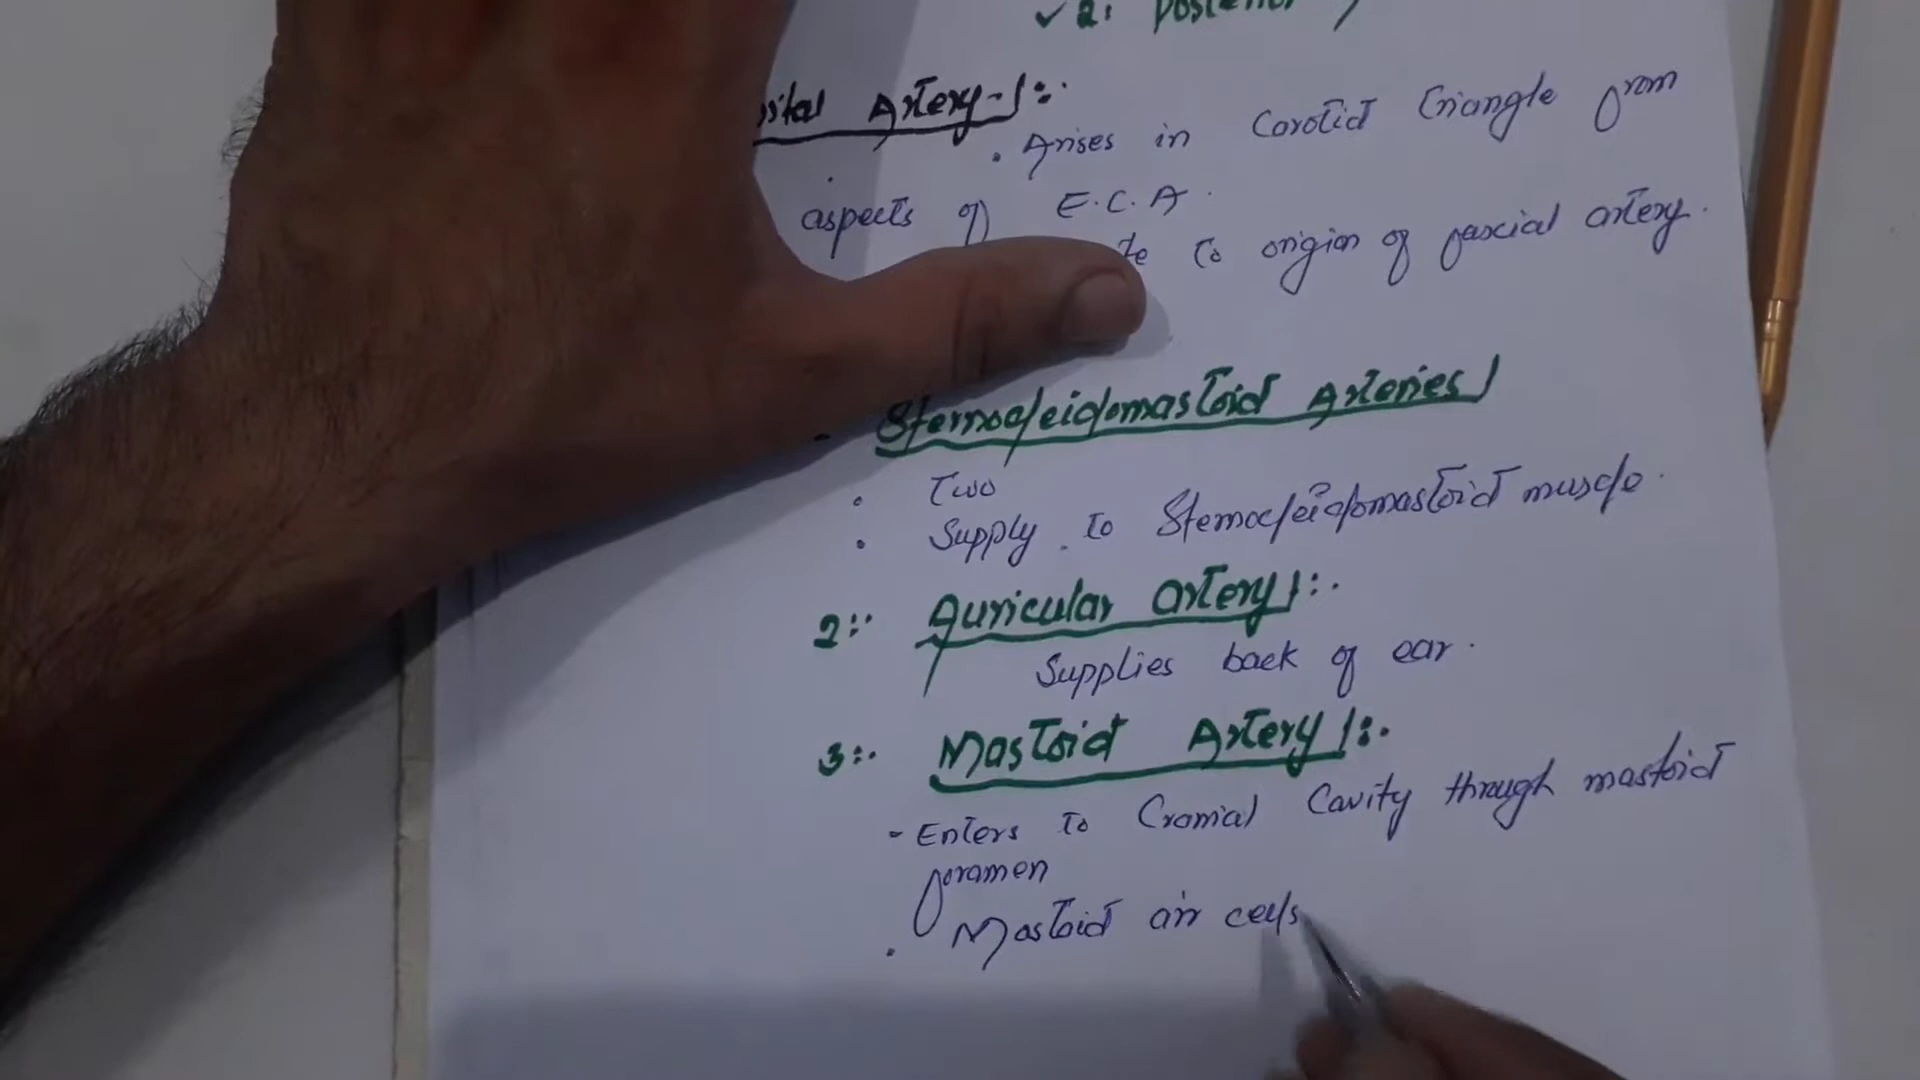 ✓ 2: posterior
Artery:-
• Arises in Carotid Triangle from
aspects of E.C.A.
to origin of fascial artery.
Sternocleidomastoid Arteries
• Two
• Supply to Sternocleidomastoid muscle.
2:- Auricular artery:-
Supplies back of ear.
3:- Mastoid Artery:-
- Enters to Cranial Cavity through mastoid
foramen
• Mastoid air cells